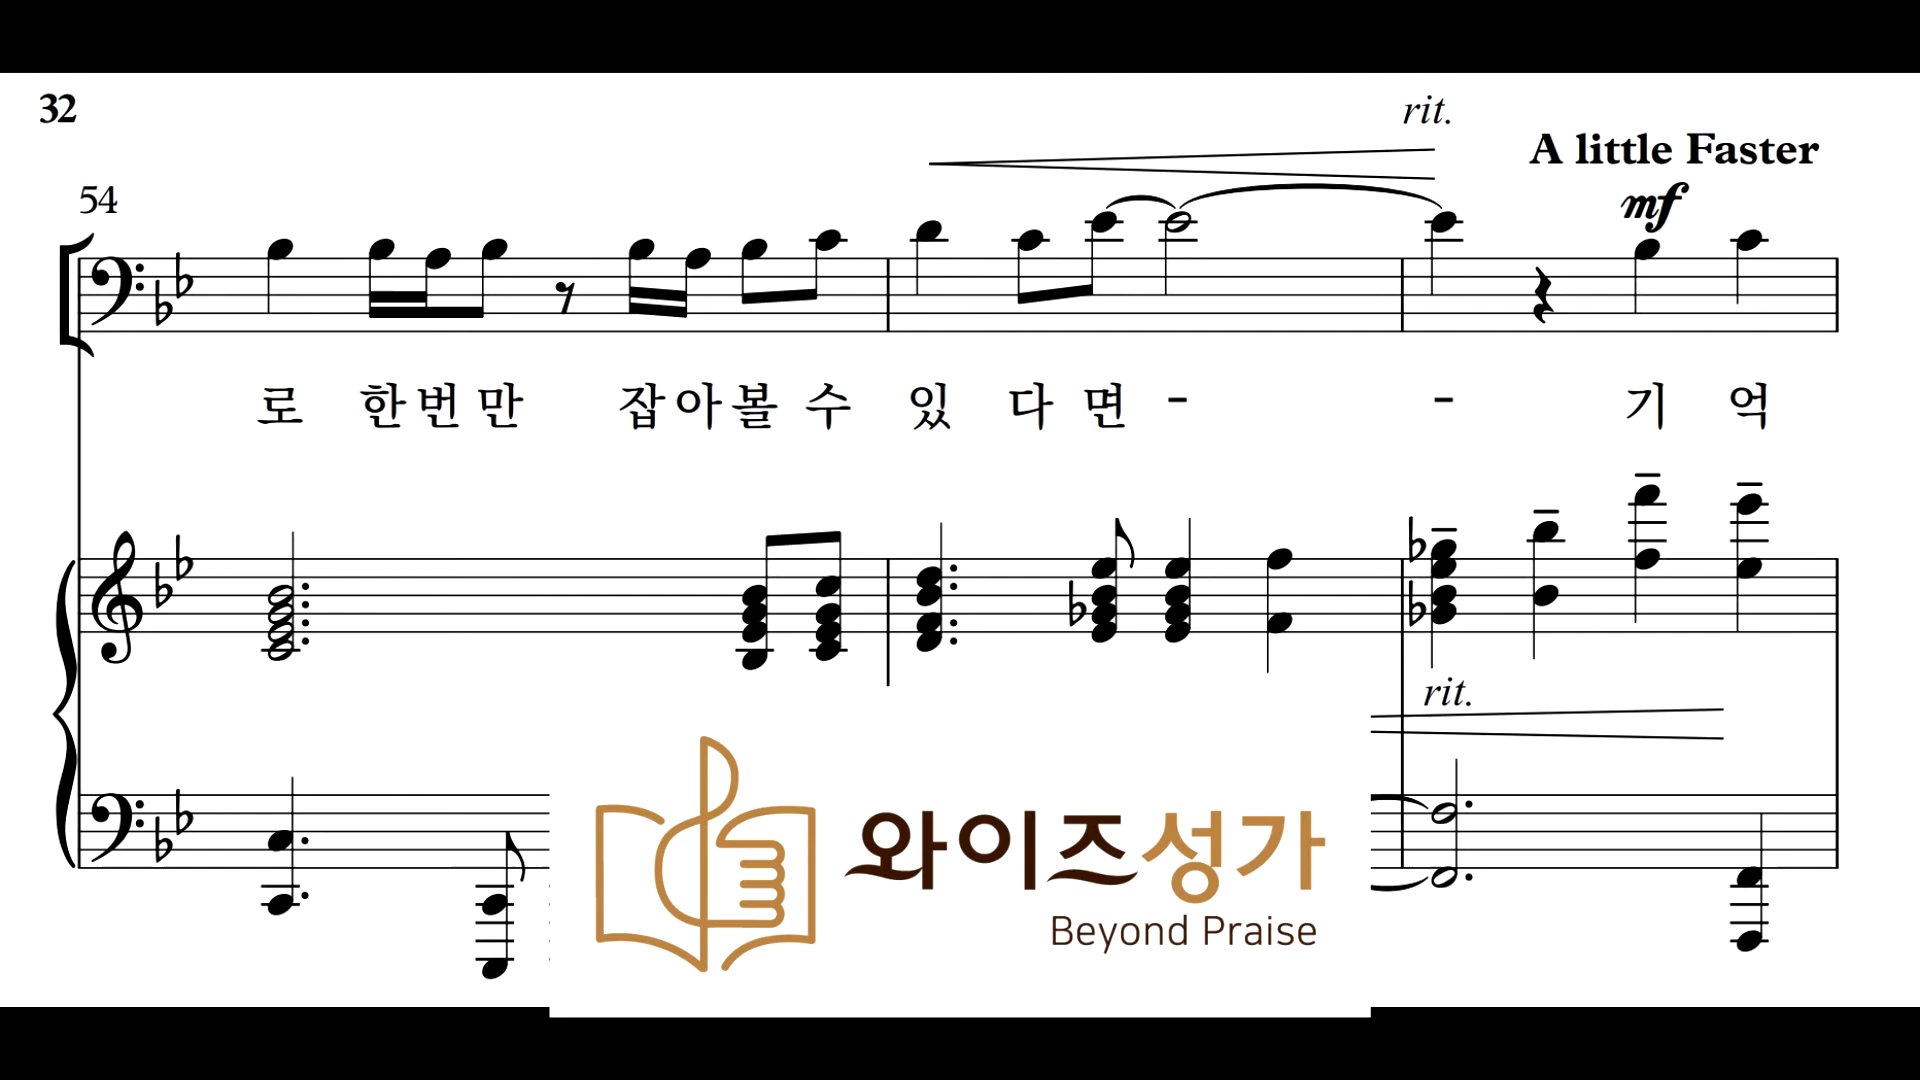 32
rit.
A little Faster
54
mf
로 한번만 잡아볼 수 있 다 면 - - 기 억
rit.
와이즈성가
Beyond Praise